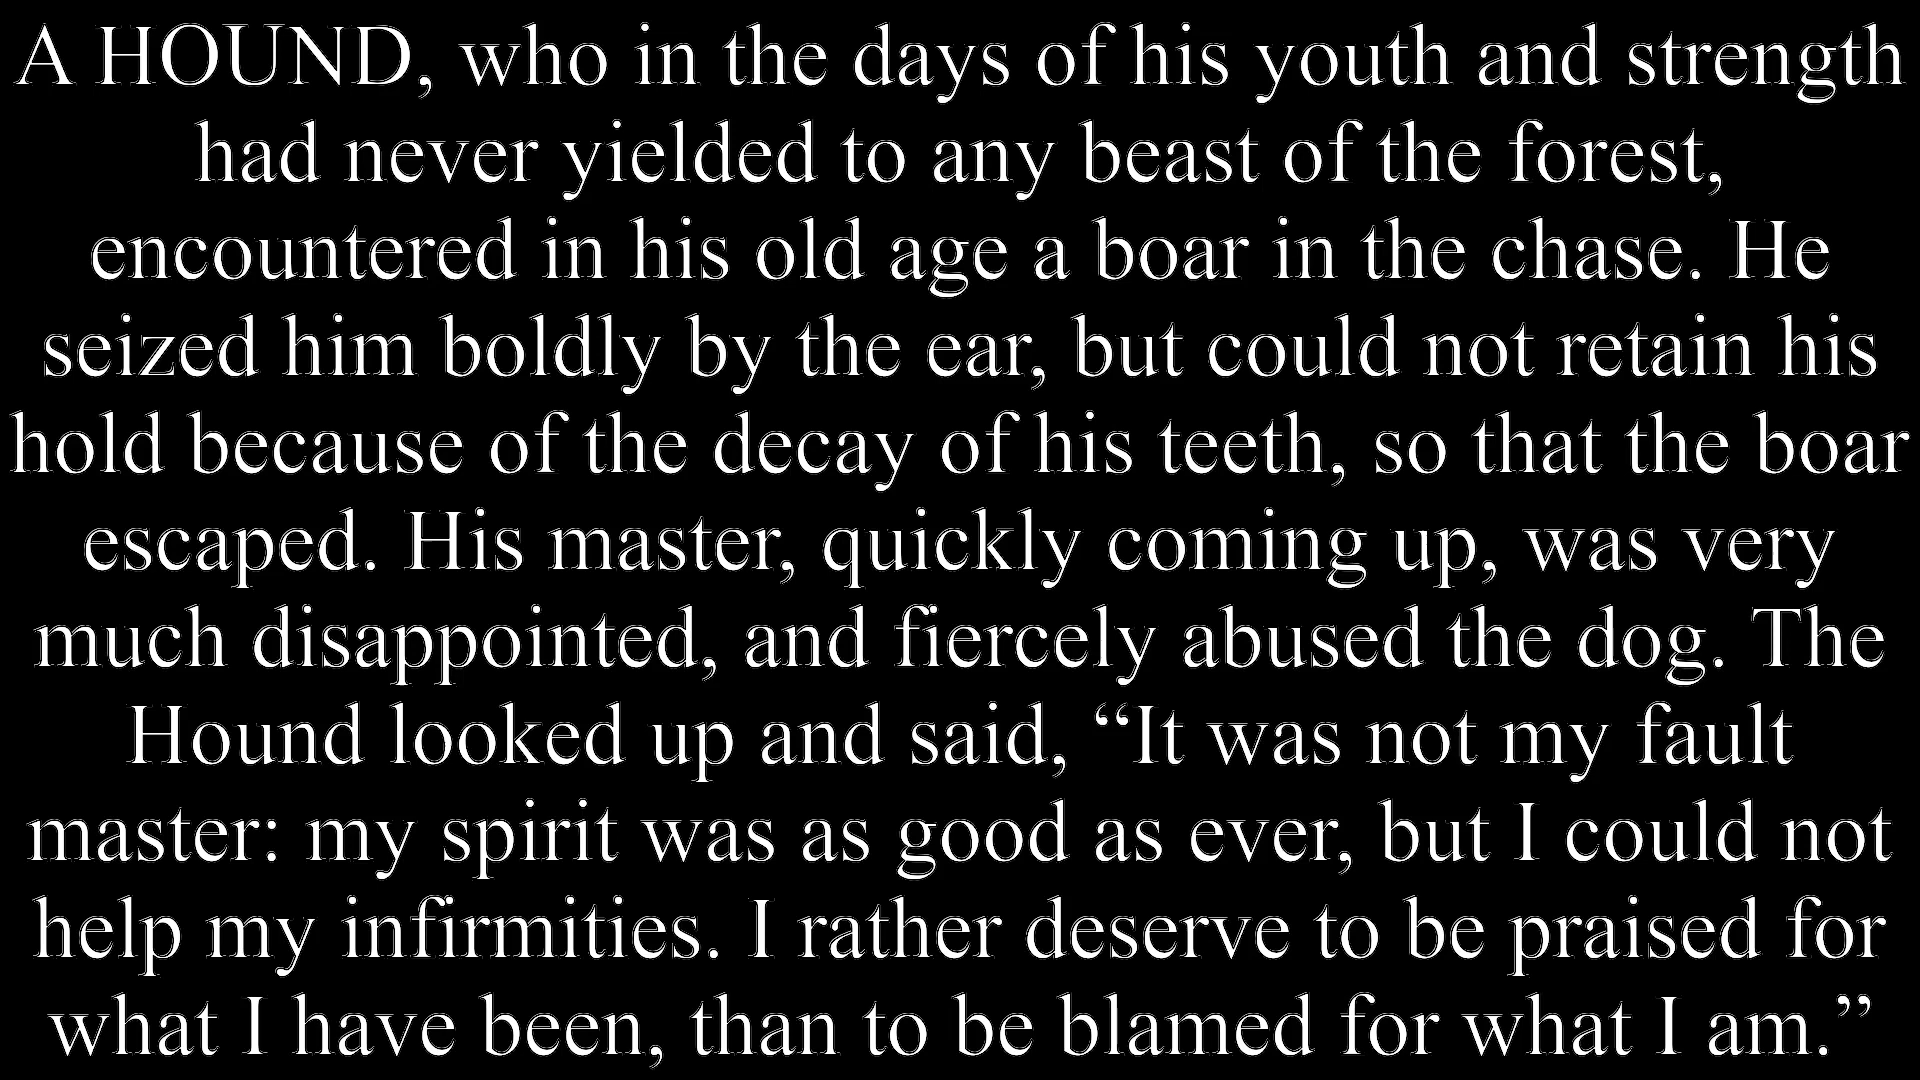 A HOUND, who in the days of his youth and strength
had never yielded to any beast of the forest,
encountered in his old age a boar in the chase. He
seized him boldly by the ear, but could not retain his
hold because of the decay of his teeth, so that the boar
escaped. His master, quickly coming up, was very
much disappointed, and fiercely abused the dog. The
Hound looked up and said, “It was not my fault
master: my spirit was as good as ever, but I could not
help my infirmities. I rather deserve to be praised for
what I have been, than to be blamed for what I am.”